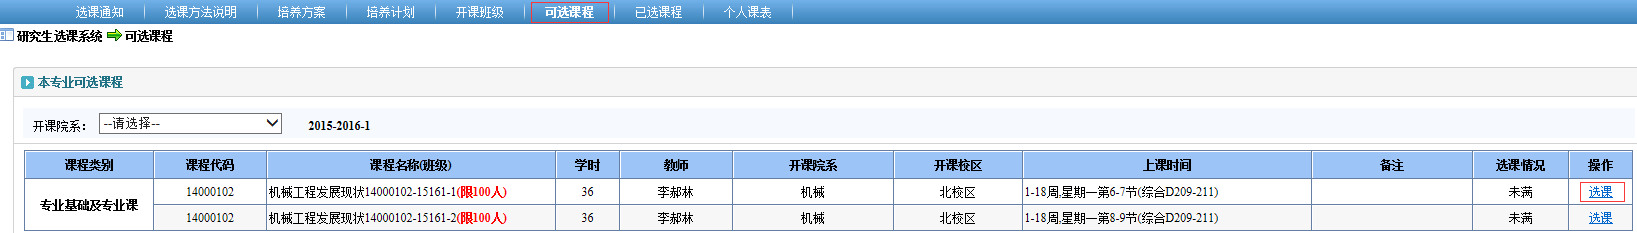 选课通知 选课方法说明 培养方案 培养计划 开课班级 可选课程 已选课程 个人课表
研究生选课系统 可选课程
本专业可选课程
开课院系: --请选择-- 2015-2016-1
课程类别 课程代码 课程名称(班级) 学时 教师 开课院系 开课校区 上课时间 备注 选课情况 操作
专业基础及专业课
14000102 机械工程发展现状14000102-15161-1(限100人) 36 李郝林 机械 北校区 1-18周,星期一第6-7节(综合D209-211) 未满 选课
14000102 机械工程发展现状14000102-15161-2(限100人) 36 李郝林 机械 北校区 1-18周,星期一第8-9节(综合D209-211) 未满 选课